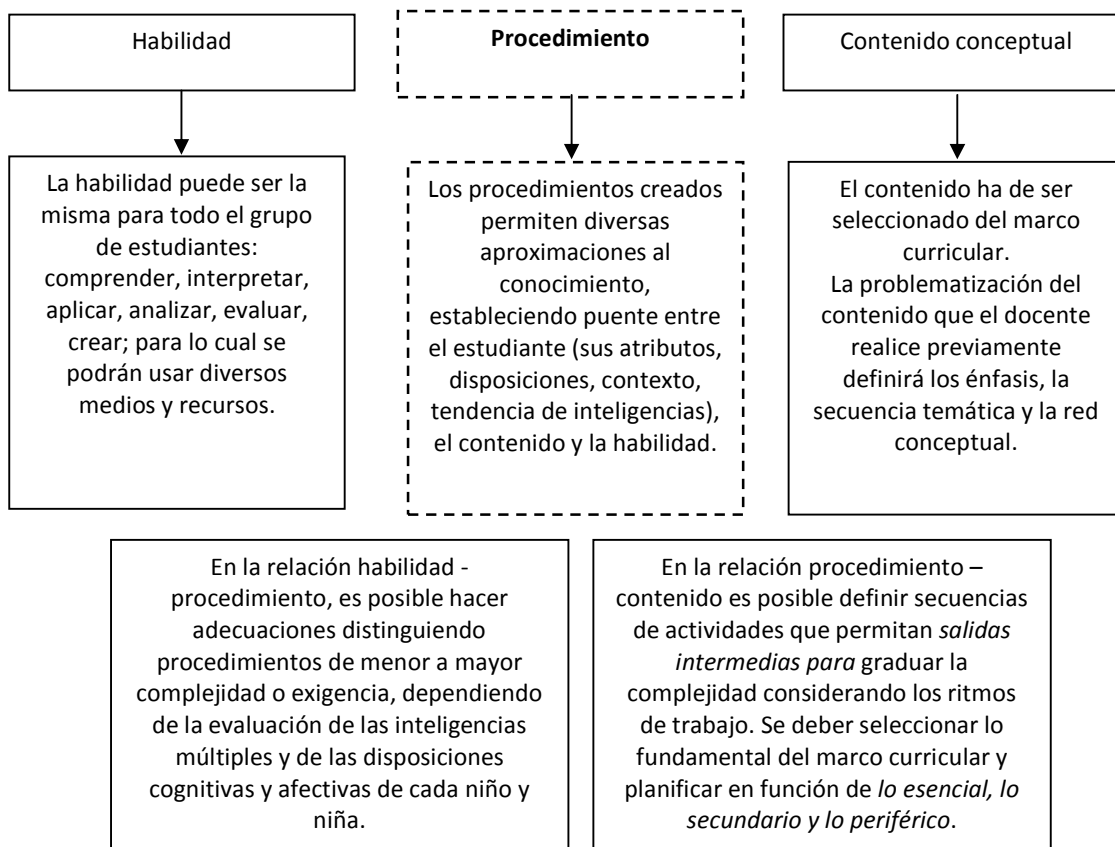 Habilidad
Procedimiento
Contenido conceptual
La habilidad puede ser la
misma para todo el grupo
de estudiantes:
comprender, interpretar,
aplicar, analizar, evaluar,
crear; para lo cual se
podrán usar diversos
medios y recursos.
Los procedimientos creados
permiten diversas
aproximaciones al
conocimiento,
estableciendo puente entre
el estudiante (sus atributos,
disposiciones, contexto,
tendencia de inteligencias),
el contenido y la habilidad.
El contenido ha de ser
seleccionado del marco
curricular.
La problematización del
contenido que el docente
realice previamente
definirá los énfasis, la
secuencia temática y la red
conceptual.
En la relación habilidad -
procedimiento, es posible hacer
adecuaciones distinguiendo
procedimientos de menor a mayor
complejidad o exigencia, dependiendo
de la evaluación de las inteligencias
múltiples y de las disposiciones
cognitivas y afectivas de cada niño y
niña.
En la relación procedimiento –
contenido es posible definir secuencias
de actividades que permitan salidas
intermedias para graduar la
complejidad considerando los ritmos
de trabajo. Se deber seleccionar lo
fundamental del marco curricular y
planificar en función de lo esencial, lo
secundario y lo periférico.